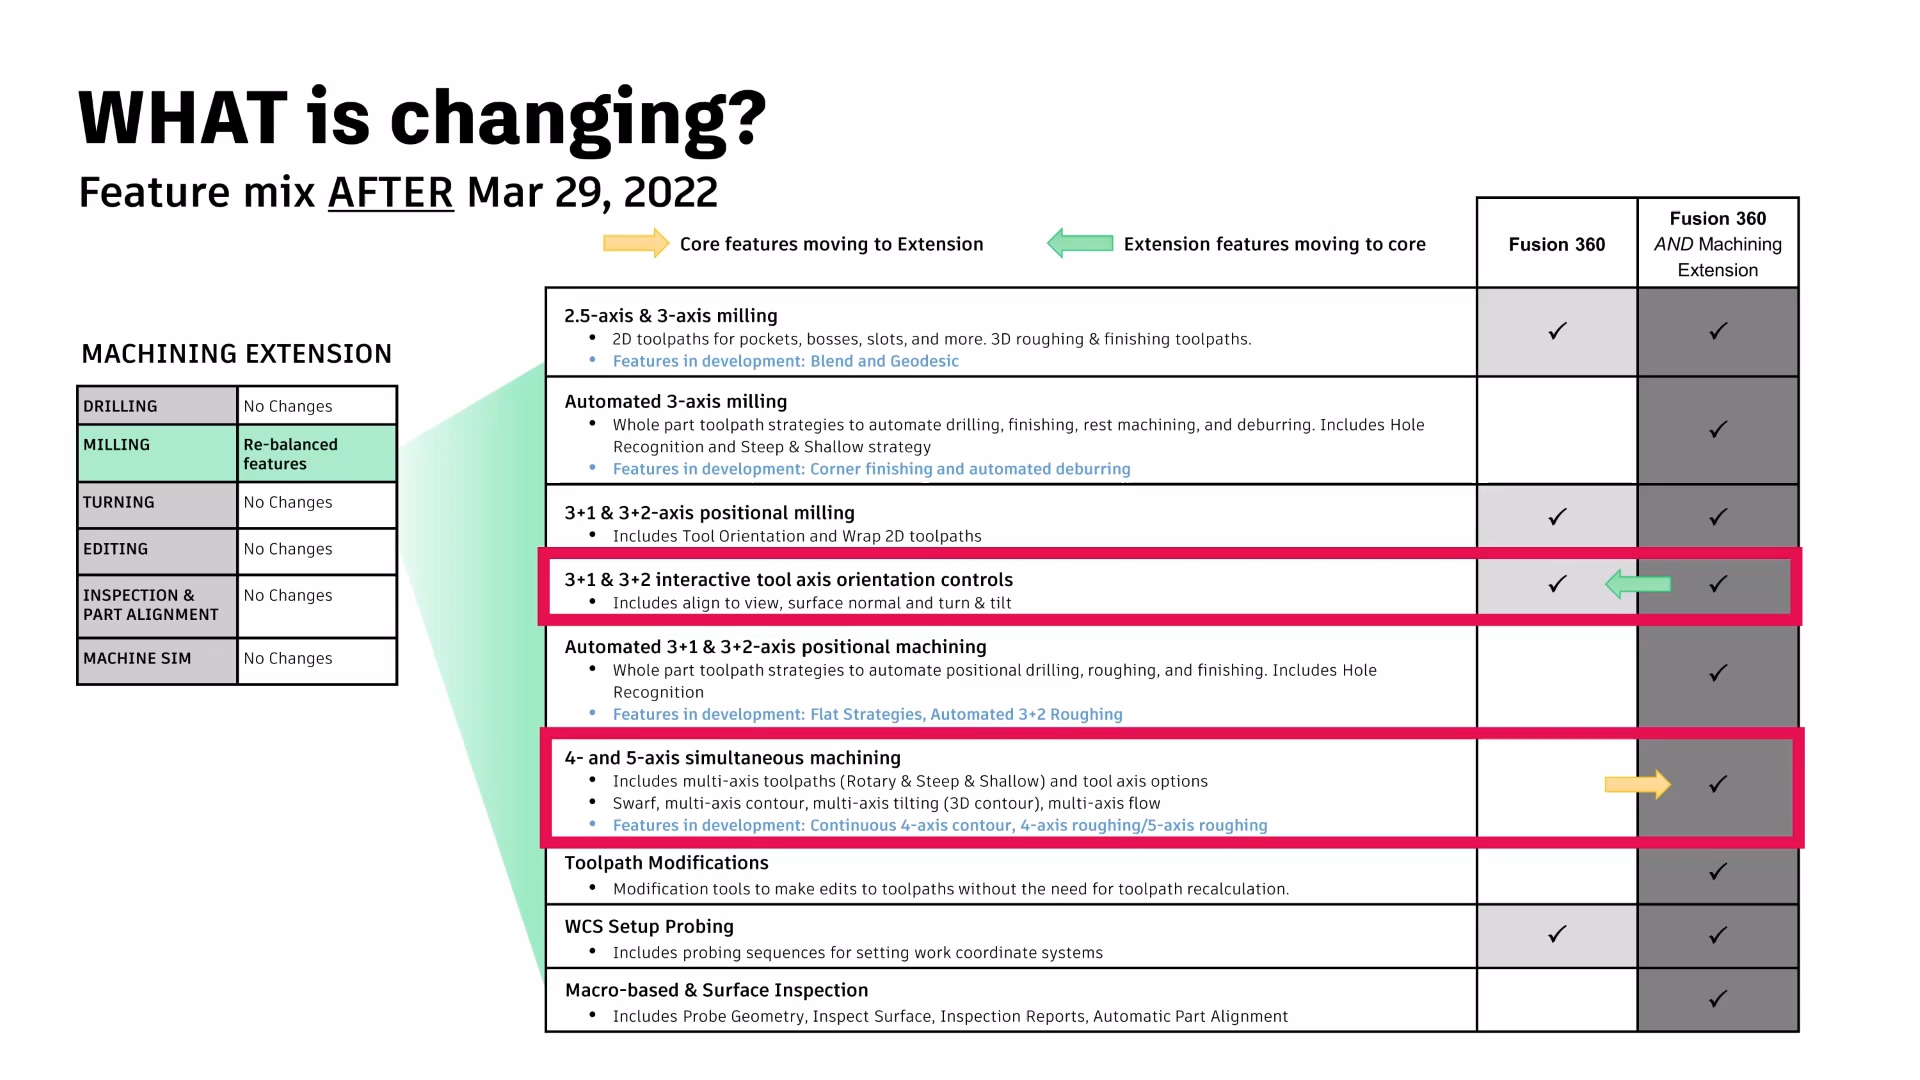 WHAT is changing?
Feature mix AFTER Mar 29, 2022
Core features moving to Extension
Extension features moving to core
Fusion 360
Fusion 360
AND Machining
Extension
MACHINING EXTENSION
DRILLING No Changes
MILLING Re-balanced
features
TURNING No Changes
EDITING No Changes
INSPECTION & No Changes
PART ALIGNMENT
MACHINE SIM No Changes
2.5-axis & 3-axis milling
• 2D toolpaths for pockets, bosses, slots, and more. 3D roughing & finishing toolpaths.
• Features in development: Blend and Geodesic
✓ ✓
Automated 3-axis milling
• Whole part toolpath strategies to automate drilling, finishing, rest machining, and deburring. Includes Hole
Recognition and Steep & Shallow strategy
• Features in development: Corner finishing and automated deburring
✓
3+1 & 3+2-axis positional milling
• Includes Tool Orientation and Wrap 2D toolpaths
✓ ✓
3+1 & 3+2 interactive tool axis orientation controls
• Includes align to view, surface normal and turn & tilt
✓ ✓
Automated 3+1 & 3+2-axis positional machining
• Whole part toolpath strategies to automate positional drilling, roughing, and finishing. Includes Hole
Recognition
• Features in development: Flat Strategies, Automated 3+2 Roughing
✓
4- and 5-axis simultaneous machining
• Includes multi-axis toolpaths (Rotary & Steep & Shallow) and tool axis options
• Swarf, multi-axis contour, multi-axis tilting (3D contour), multi-axis flow
• Features in development: Continuous 4-axis contour, 4-axis roughing/5-axis roughing
✓
Toolpath Modifications
• Modification tools to make edits to toolpaths without the need for toolpath recalculation.
✓
WCS Setup Probing
• Includes probing sequences for setting work coordinate systems
✓ ✓
Macro-based & Surface Inspection
• Includes Probe Geometry, Inspect Surface, Inspection Reports, Automatic Part Alignment
✓